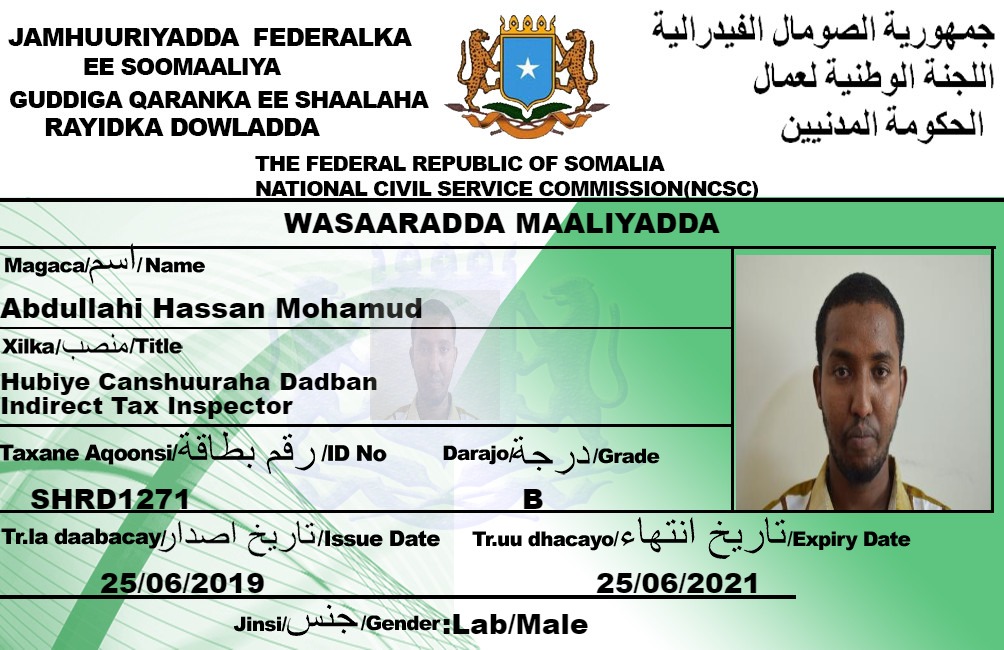 JAMHUURIYADDA FEDERALKA
EE SOOMAALIYA
GUDDIGA QARANKA EE SHAALAHA
RAYIDKA DOWLADDA
جمهورية الصومال الفيدرالية
اللجنة الوطنية لعمال
الحكومة المدنيين
THE FEDERAL REPUBLIC OF SOMALIA
NATIONAL CIVIL SERVICE COMMISSION(NCSC)
WASAARADDA MAALIYADDA
Magaca/اسم/Name
Abdullahi Hassan Mohamud
Xilka/منصب/Title
Hubiye Canshuuraha Dadban
Indirect Tax Inspector
Taxane Aqoonsi/رقم بطاقة/ID No
Darajo/درجة/Grade
SHRD1271
B
Tr.la daabacay/تاريخ اصدار/Issue Date
Tr.uu dhacayo/تاريخ انتهاء/Expiry Date
25/06/2019
25/06/2021
Jinsi/جنس/Gender:Lab/Male